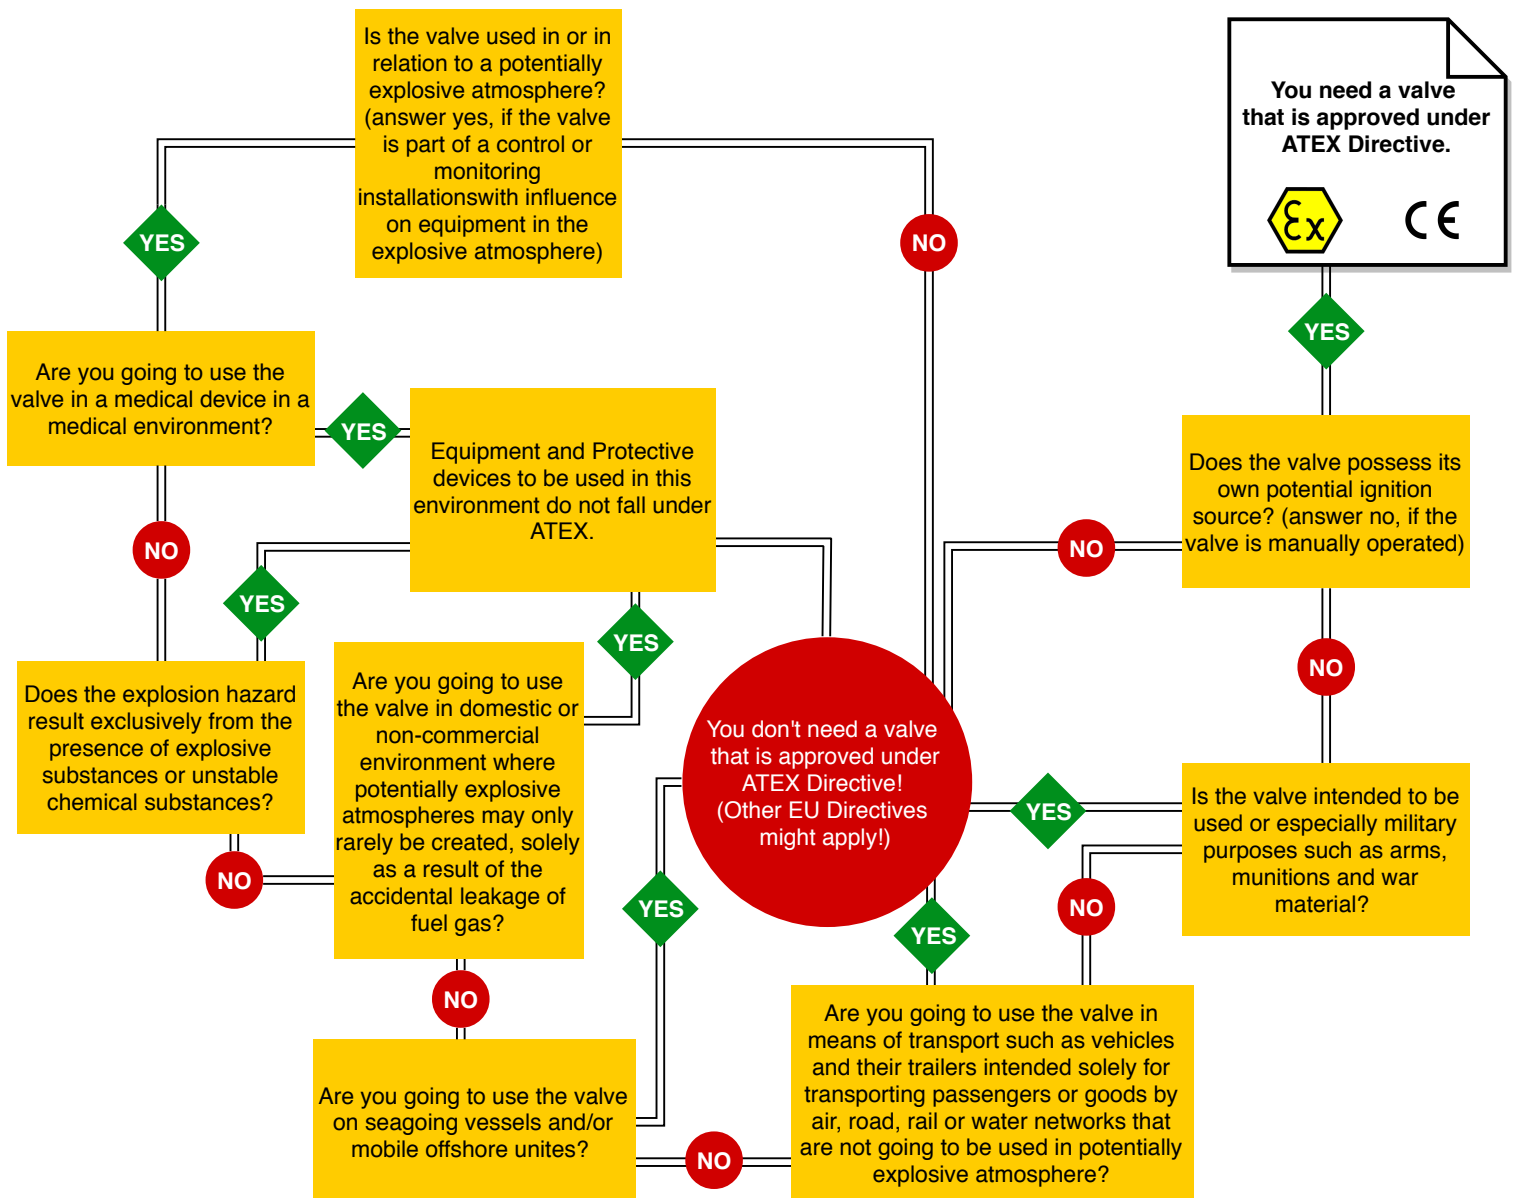 Is the valve used in or in
relation to a potentially
explosive atmosphere?
(answer yes, if the valve
is part of a control or
monitoring
installationswith influence
on equipment in the
explosive atmosphere)
You need a valve
that is approved under
ATEX Directive.
Ex
CE
YES
NO
YES
Are you going to use the
valve in a medical device in a
medical environment?
YES
Equipment and Protective
devices to be used in this
environment do not fall under
ATEX.
Does the valve possess its
own potential ignition
source? (answer no, if the
valve is manually operated)
NO
NO
YES
YES
NO
Does the explosion hazard
result exclusively from the
presence of explosive
substances or unstable
chemical substances?
Are you going to use
the valve in domestic or
non-commercial
environment where
potentially explosive
atmospheres may only
rarely be created, solely
as a result of the
accidental leakage of
fuel gas?
You don't need a valve
that is approved under
ATEX Directive!
(Other EU Directives
might apply!)
YES
Is the valve intended to be
used or especially military
purposes such as arms,
munitions and war
material?
NO
YES
NO
YES
NO
Are you going to use the valve
on seagoing vessels and/or
mobile offshore unites?
NO
Are you going to use the valve in
means of transport such as vehicles
and their trailers intended solely for
transporting passengers or goods by
air, road, rail or water networks that
are not going to be used in potentially
explosive atmosphere?